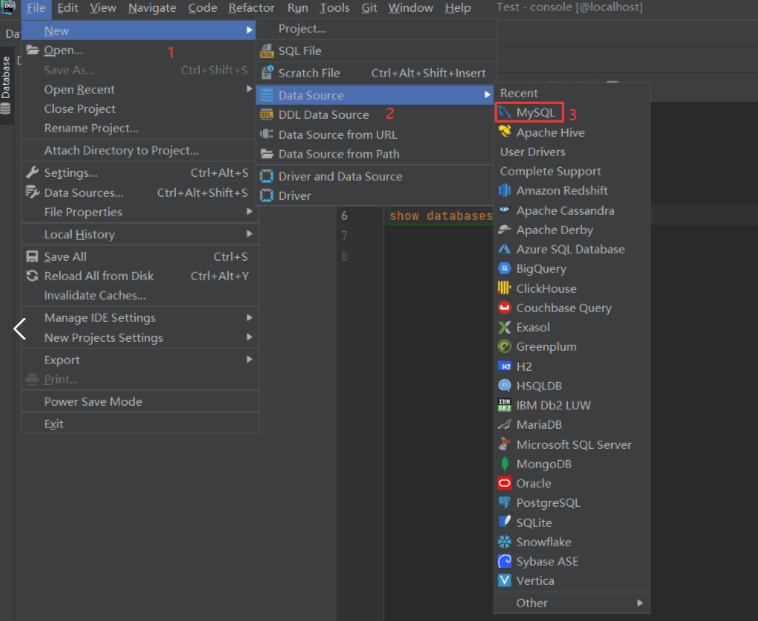 DG File Edit View Navigate Code Refactor Run Tools Git Window Help Test - console [@localhost]
Da
Database
New 1
Open...
Save As... Ctrl+Shift+S
Open Recent
Close Project
Rename Project...
Attach Directory to Project...
Settings... Ctrl+Alt+S
Data Sources... Ctrl+Alt+Shift+S
File Properties
Local History
Save All Ctrl+S
Reload All from Disk Ctrl+Alt+Y
Invalidate Caches...
Manage IDE Settings
New Projects Settings
Export
Print...
Power Save Mode
Exit
Project...
SQL File
Scratch File Ctrl+Alt+Shift+Insert
Data Source
DDL Data Source 2
Data Source from URL
Data Source from Path
Driver and Data Source
Driver
6 show databases
7
8
Recent
MySQL 3
Apache Hive
User Drivers
Complete Support
Amazon Redshift
Apache Cassandra
Apache Derby
Azure SQL Database
BigQuery
ClickHouse
Couchbase Query
Exasol
Greenplum
H2
HSQLDB
IBM Db2 LUW
MariaDB
Microsoft SQL Server
MongoDB
Oracle
PostgreSQL
SQLite
Snowflake
Sybase ASE
Vertica
Other